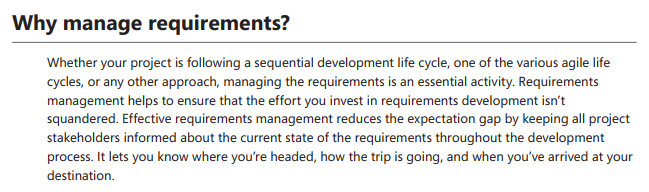 Why manage requirements?
Whether your project is following a sequential development life cycle, one of the various agile life
cycles, or any other approach, managing the requirements is an essential activity. Requirements
management helps to ensure that the effort you invest in requirements development isn’t
squandered. Effective requirements management reduces the expectation gap by keeping all project
stakeholders informed about the current state of the requirements throughout the development
process. It lets you know where you’re headed, how the trip is going, and when you’ve arrived at your
destination.